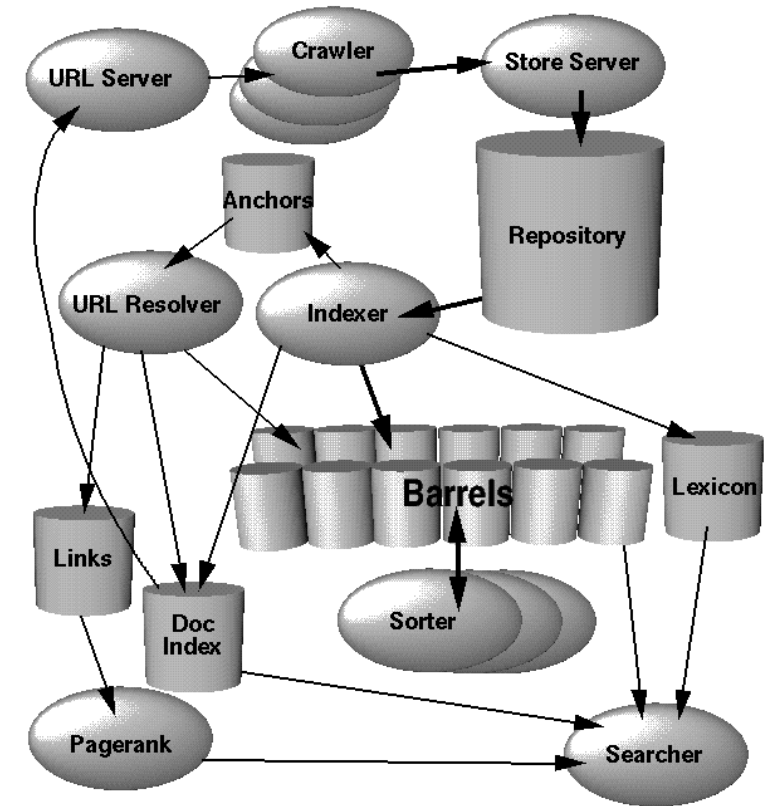 Crawler
URL Server
Store Server
Anchors
Repository
URL Resolver
Indexer
Barrels
Lexicon
Links
Doc
Index
Sorter
Pagerank
Searcher